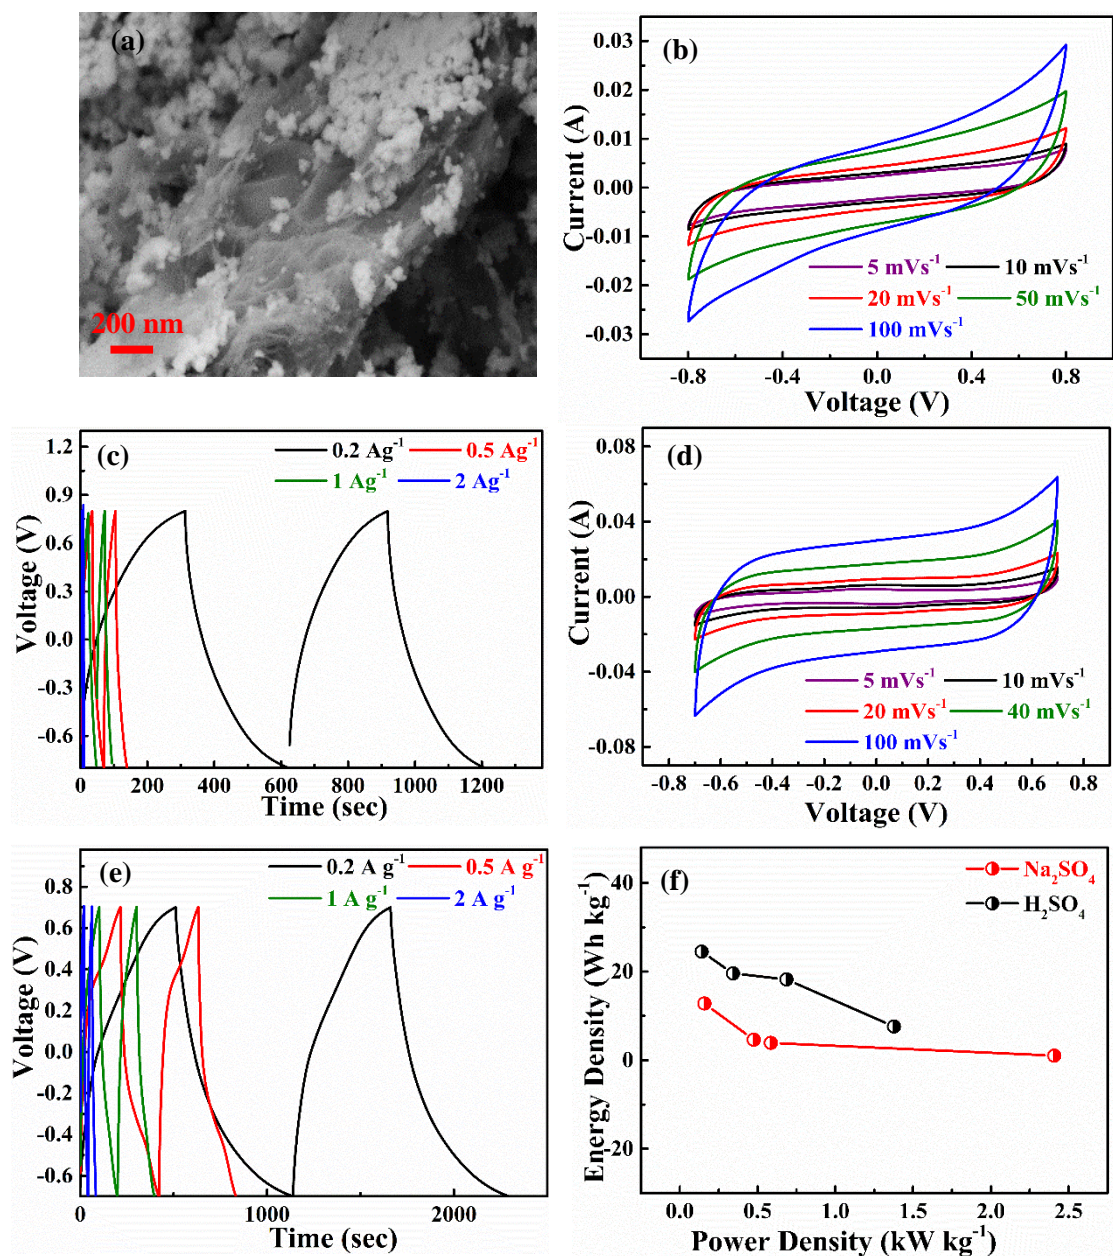 (a)
200 nm
(b)
0.03
0.02
0.01
0.00
-0.01
-0.02
-0.03
Current (A)
5 mVs⁻¹ 10 mVs⁻¹
20 mVs⁻¹ 50 mVs⁻¹
100 mVs⁻¹
-0.8 -0.4 0.0 0.4 0.8
Voltage (V)
(c)
0.2 Ag⁻¹ 0.5 Ag⁻¹
1 Ag⁻¹ 2 Ag⁻¹
1.2
0.9
0.6
0.3
0.0
-0.3
-0.6
Voltage (V)
0 200 400 600 800 1000 1200
Time (sec)
(d)
0.08
0.04
0.00
-0.04
-0.08
Current (A)
5 mVs⁻¹ 10 mVs⁻¹
20 mVs⁻¹ 40 mVs⁻¹
100 mVs⁻¹
-0.8 -0.6 -0.4 -0.2 0.0 0.2 0.4 0.6 0.8
Voltage (V)
(e)
0.2 A g⁻¹ 0.5 A g⁻¹
1 A g⁻¹ 2 A g⁻¹
0.8
0.6
0.4
0.2
0.0
-0.2
-0.4
-0.6
Voltage (V)
0 1000 2000
Time (sec)
(f)
Na₂SO₄
H₂SO₄
40
20
0
-20
Energy Density (Wh kg⁻¹)
0.0 0.5 1.0 1.5 2.0 2.5
Power Density (kW kg⁻¹)